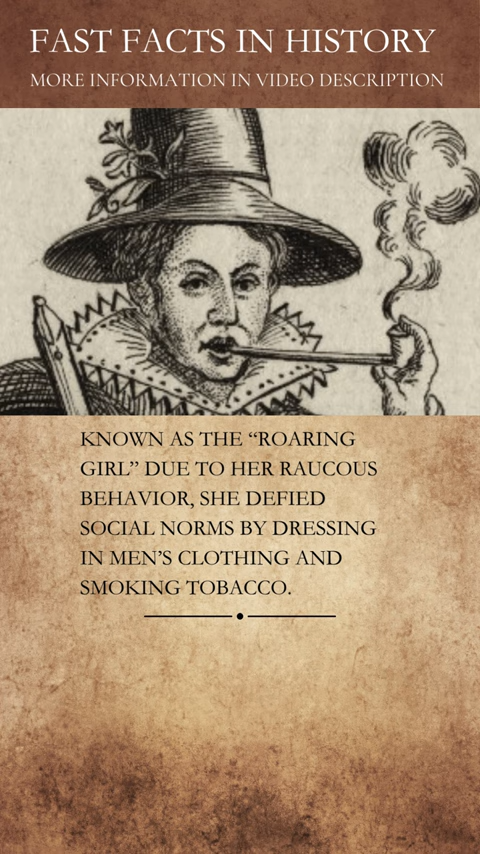 FAST FACTS IN HISTORY
MORE INFORMATION IN VIDEO DESCRIPTION
KNOWN AS THE “ROARING
GIRL” DUE TO HER RAUCOUS
BEHAVIOR, SHE DEFIED
SOCIAL NORMS BY DRESSING
IN MEN’S CLOTHING AND
SMOKING TOBACCO.